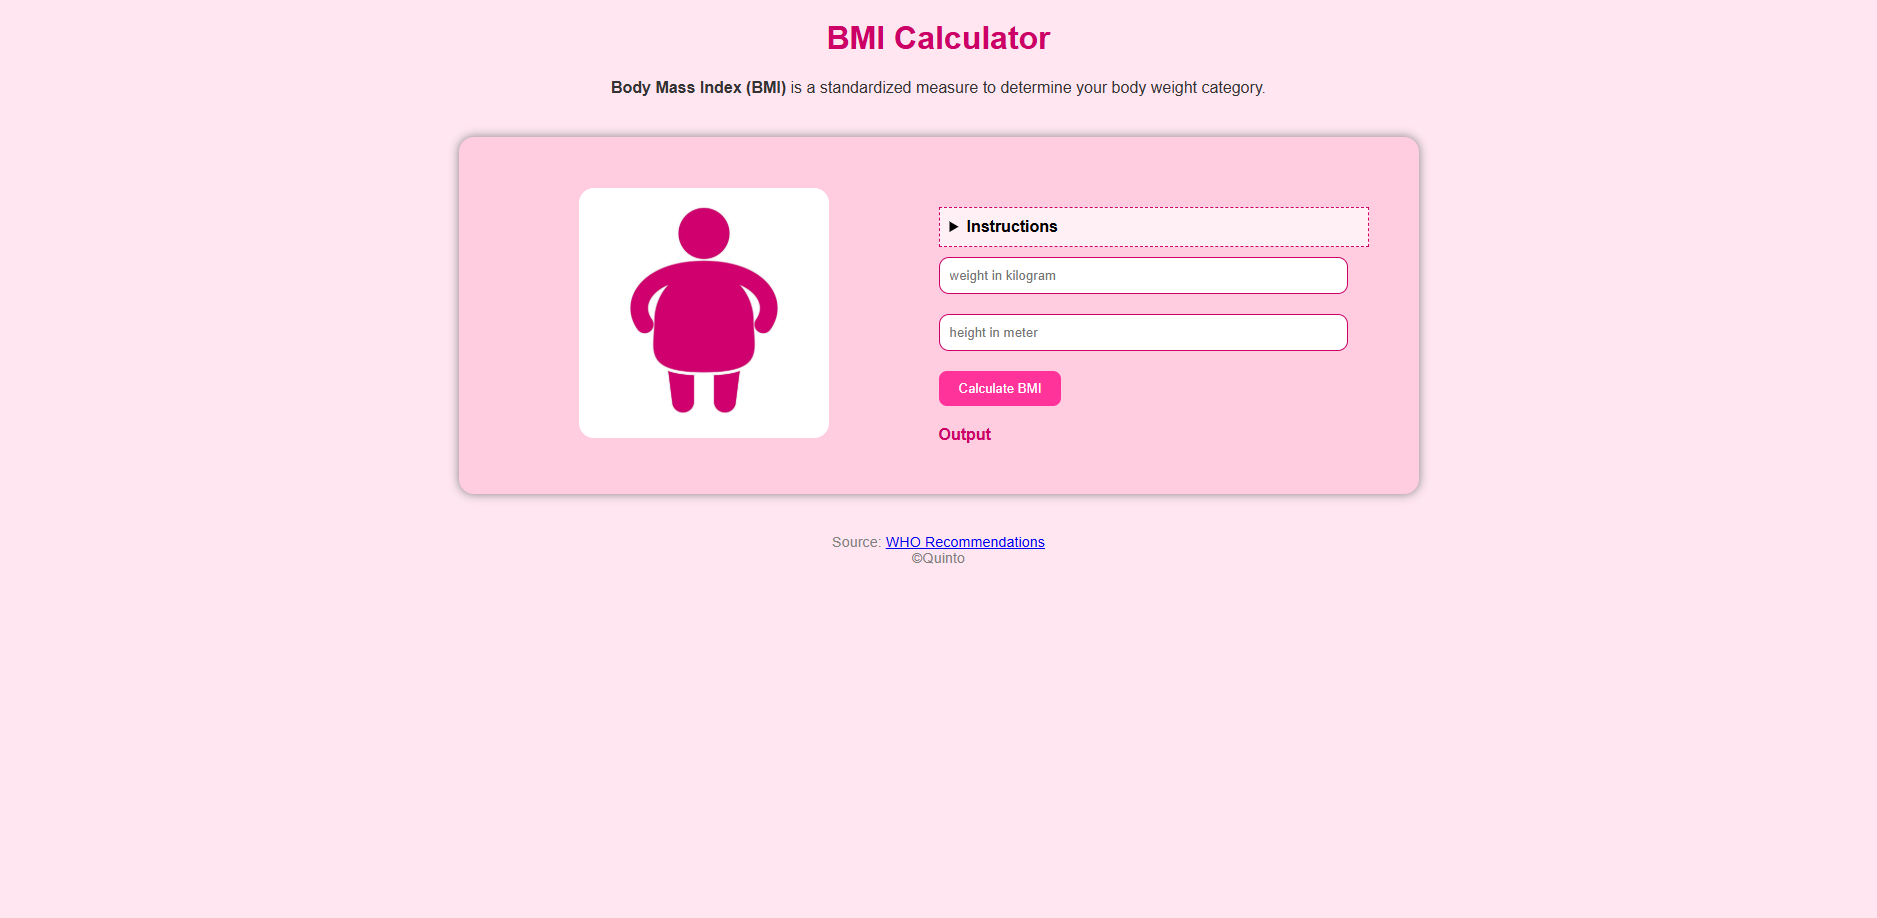 BMI Calculator
Body Mass Index (BMI) is a standardized measure to determine your body weight category.
Instructions
weight in kilogram
height in meter
Calculate BMI
Output
Source: WHO Recommendations
©Quinto